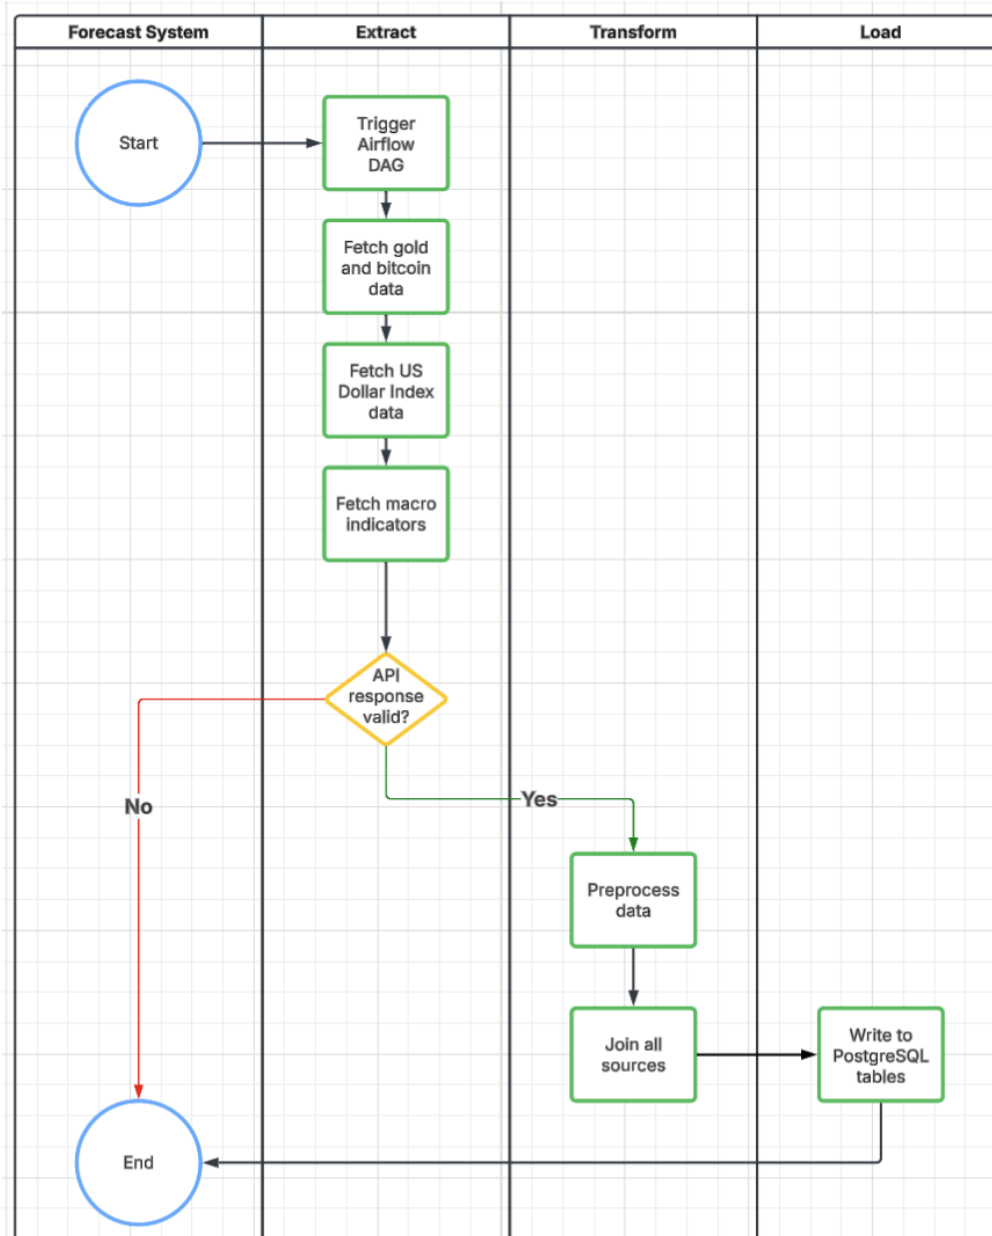 Forecast System
Extract
Transform
Load
Start
Trigger
Airflow
DAG
Fetch gold
and bitcoin
data
Fetch US
Dollar Index
data
Fetch macro
indicators
API
response
valid?
No
Yes
Preprocess
data
Join all
sources
Write to
PostgreSQL
tables
End